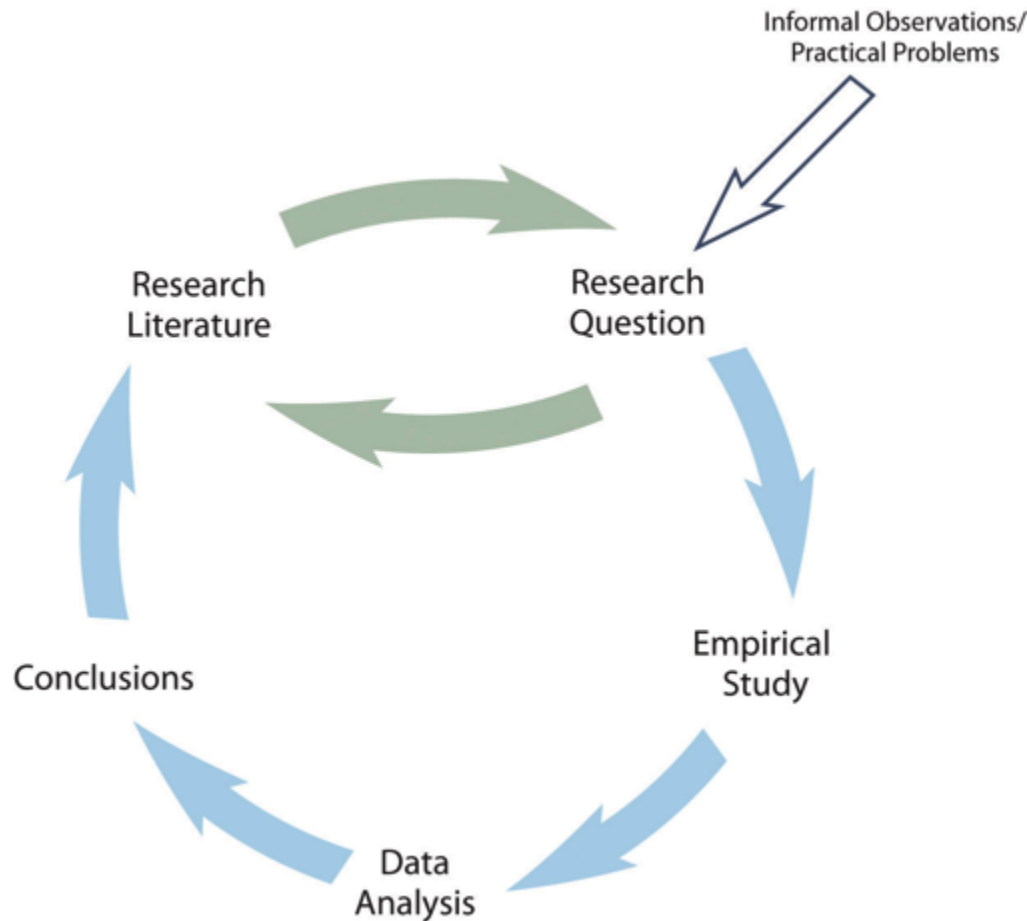 Informal Observations/
Practical Problems
Research
Literature
Research
Question
Empirical
Study
Conclusions
Data
Analysis